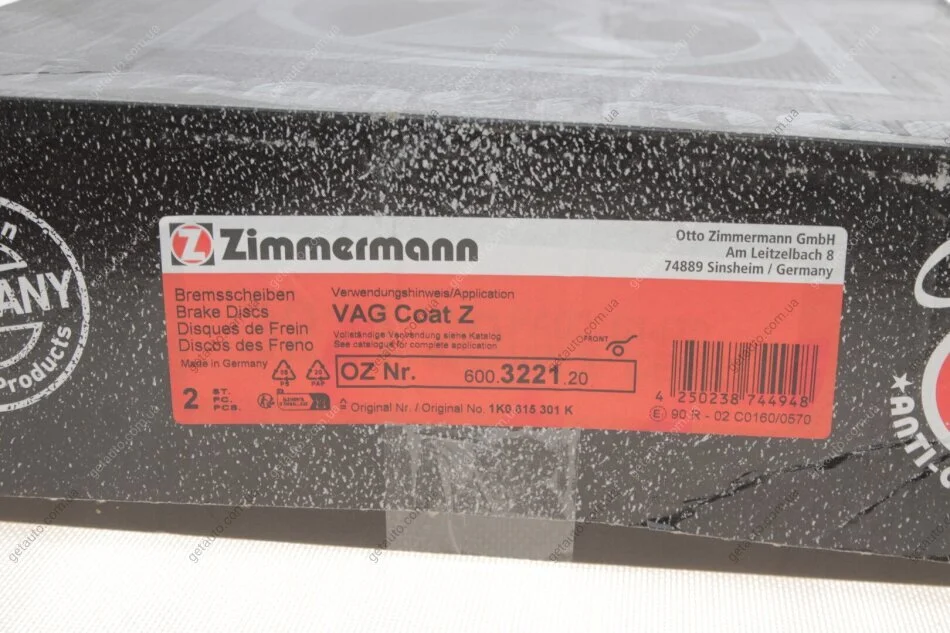 Zimmermann
Otto Zimmermann GmbH
Am Leitzelbach 8
74889 Sinsheim / Germany
Bremsscheiben
Brake Discs
Disques de Frein
Discos des Freno
Made in Germany
2 ST. PC. PCS.
Verwendungshinweis/Application
VAG Coat Z
Vollständige Verwendung siehe Katalog
See catalogue for complete application
FRONT
OZ Nr. 600.3221.20
Original Nr. / Original No. 1K0 615 301 K
4 250238 744948
E 90 R - 02 C0160/0570
Products
ANTI-
getauto.com.ua